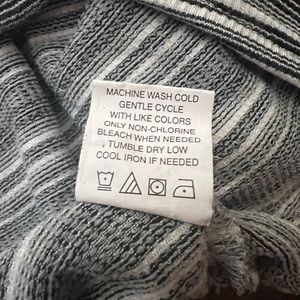 MACHINE WASH COLD
GENTLE CYCLE
WITH LIKE COLORS
ONLY NON-CHLORINE
BLEACH WHEN NEEDED
TUMBLE DRY LOW
COOL IRON IF NEEDED